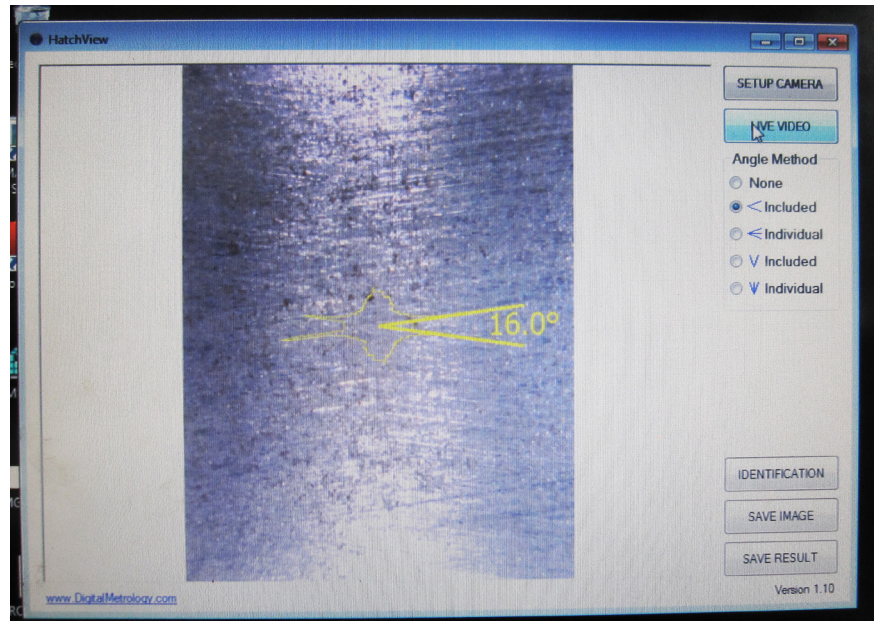 HatchView
SETUP CAMERA
LIVE VIDEO
Angle Method
None
Included
Individual
V Included
Individual
16.0°
IDENTIFICATION
SAVE IMAGE
SAVE RESULT
Version 1.10
www.DigitalMetrology.com